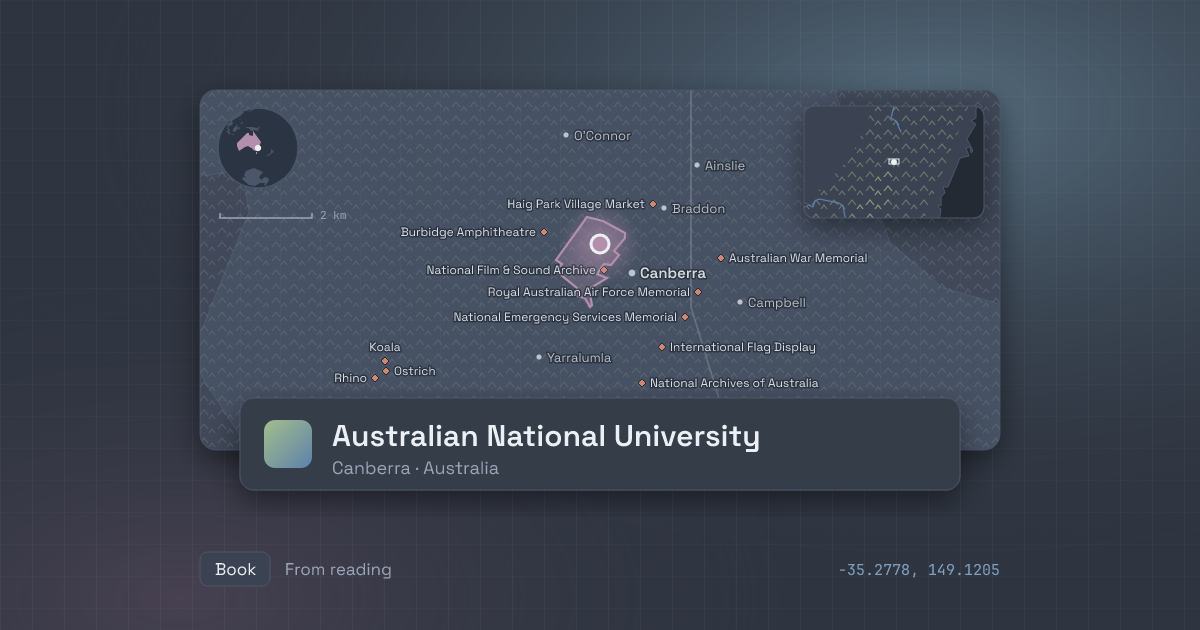 O'Connor
Ainslie
2 km
Haig Park Village Market
Braddon
Burbidge Amphitheatre
Australian War Memorial
National Film & Sound Archive
Canberra
Royal Australian Air Force Memorial
Campbell
National Emergency Services Memorial
Koala
International Flag Display
Yarralumla
Ostrich
Rhino
National Archives of Australia
Australian National University
Canberra · Australia
Book
From reading
-35.2778, 149.1205